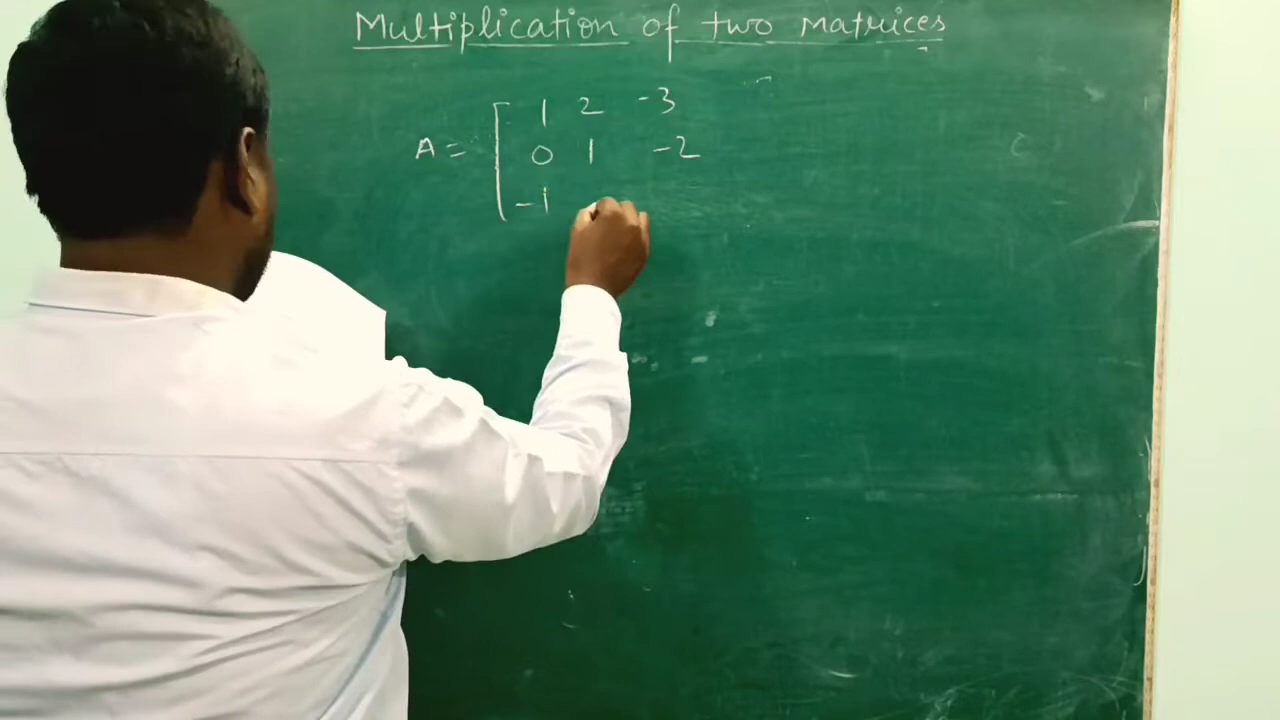 Multiplication of two matrices
1 2 -3
A = [ 0 1 -2
-1